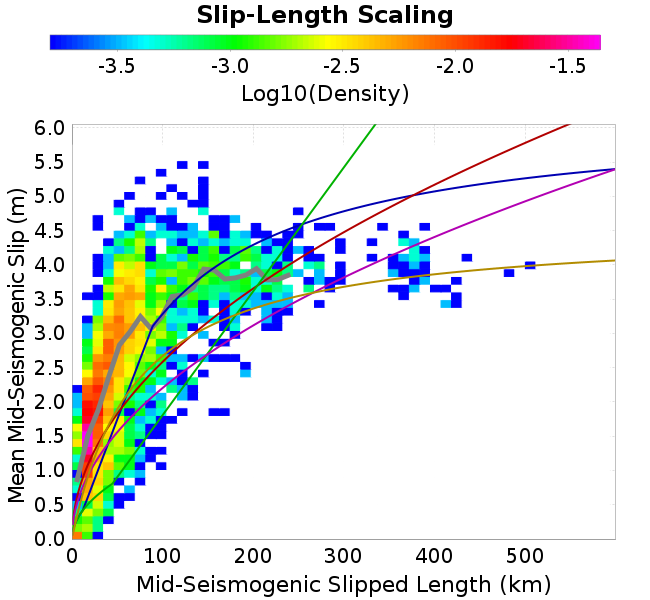 Slip-Length Scaling
-3.5 -3.0 -2.5 -2.0 -1.5
Log10(Density)
6.0
5.5
5.0
4.5
4.0
3.5
3.0
2.5
2.0
1.5
1.0
0.5
0.0
Mean Mid-Seismogenic Slip (m)
0 100 200 300 400 500
Mid-Seismogenic Slipped Length (km)